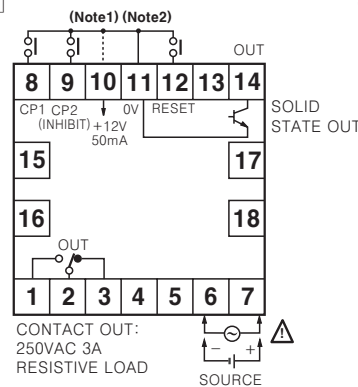 (Note1) (Note2)
OUT
8 9 10 11 12 13 14
CP1 CP2 0V RESET
(INHIBIT) +12V
50mA
SOLID
STATE OUT
15 17
16 18
OUT
1 2 3 4 5 6 7
CONTACT OUT:
250VAC 3A
RESISTIVE LOAD
− +
SOURCE